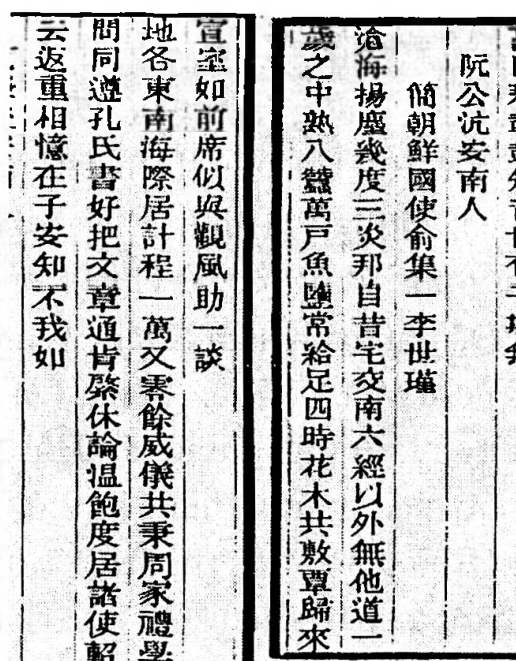 阮公沆安南人
簡朝鮮國使俞集一李世瑾
滄海揚塵幾度三炎邦自昔宅交南六經以外無他道一
歲之中熟八蠶萬戶魚鹽常給足四時花木共敷覃歸來
宣室如前席似與觀風助一談
地各東南海際居計程一萬又零餘威儀共秉周家禮學
問同遵孔氏書好把文章通肯綮休論溫飽度居諸使軺
云返重相憶在子安知不我如